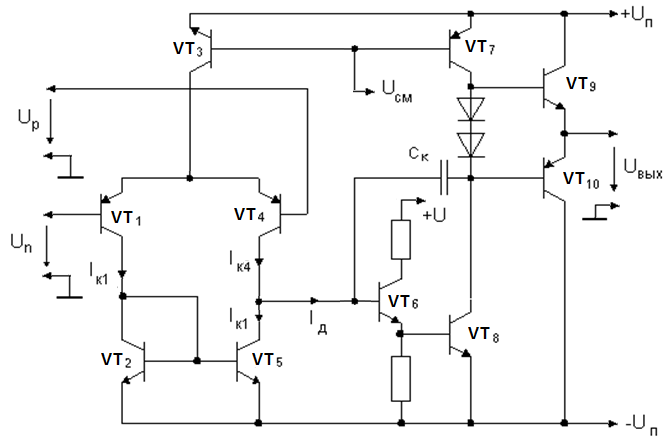 +Uп
VT3
VT7
VT9
Uсм
Uр
Cк
Uвых
VT1
VT4
VT10
+U
Uп
Iк1
Iк4
VT6
Iк1
Iд
VT8
VT2
VT5
-Uп